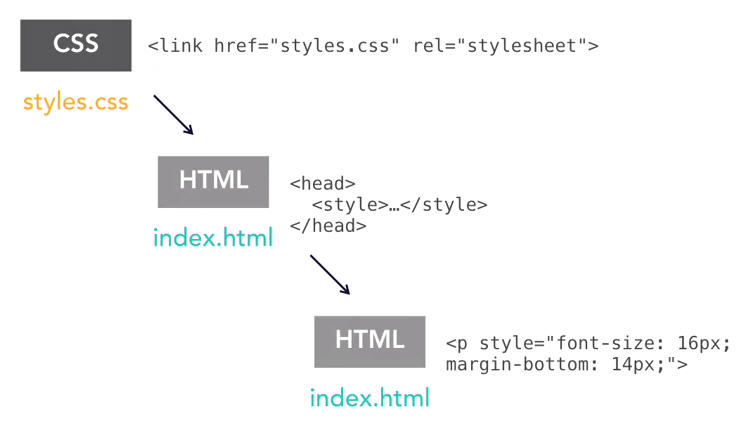 CSS
<link href="styles.css" rel="stylesheet">
styles.css
HTML
<head>
  <style>…</style>
</head>
index.html
HTML
<p style="font-size: 16px;
margin-bottom: 14px;">
index.html